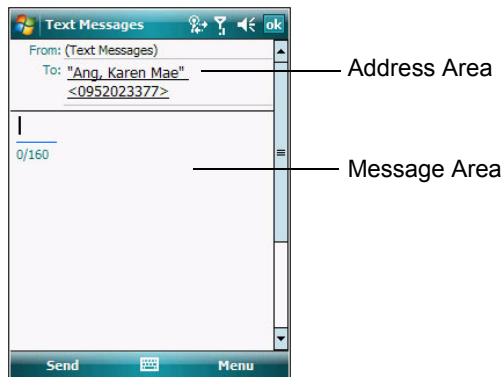 Text Messages ok
From: (Text Messages)
To: "Ang, Karen Mae"
<0952023377>
Address Area
0/160
Message Area
Send Menu